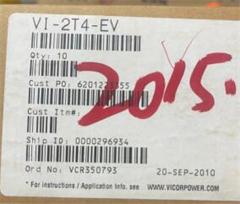 VI-2T4-EV
Qty: 10
2015.
Cust PO:
Cust Item#:
Ship ID: 0000296934
Ord No: VCR350793 20-SEP-2010
*For Instructions / Application Info, see WWW.VICORPOWER.COM